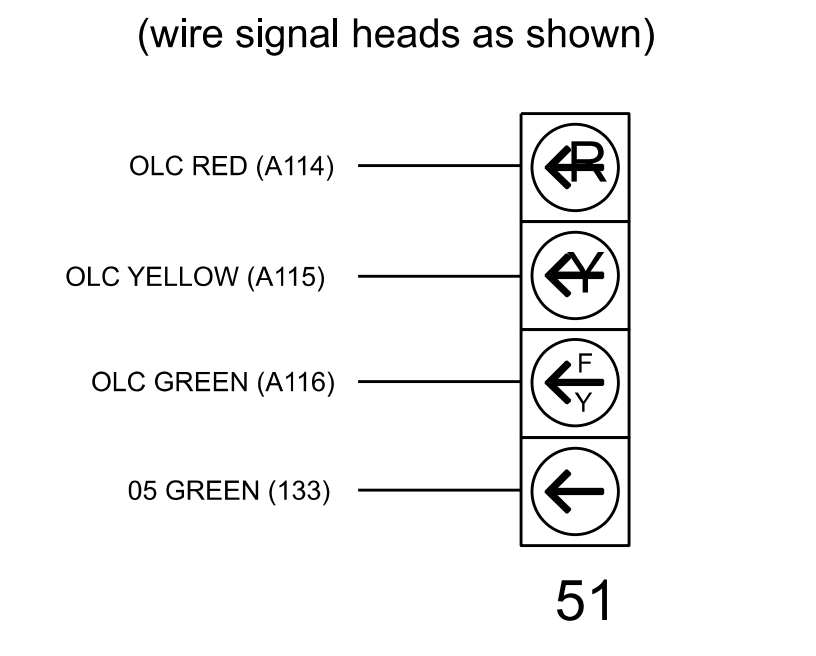 (wire signal heads as shown)
OLC RED (A114)
R
OLC YELLOW (A115)
Y
OLC GREEN (A116)
F
Y
05 GREEN (133)
51